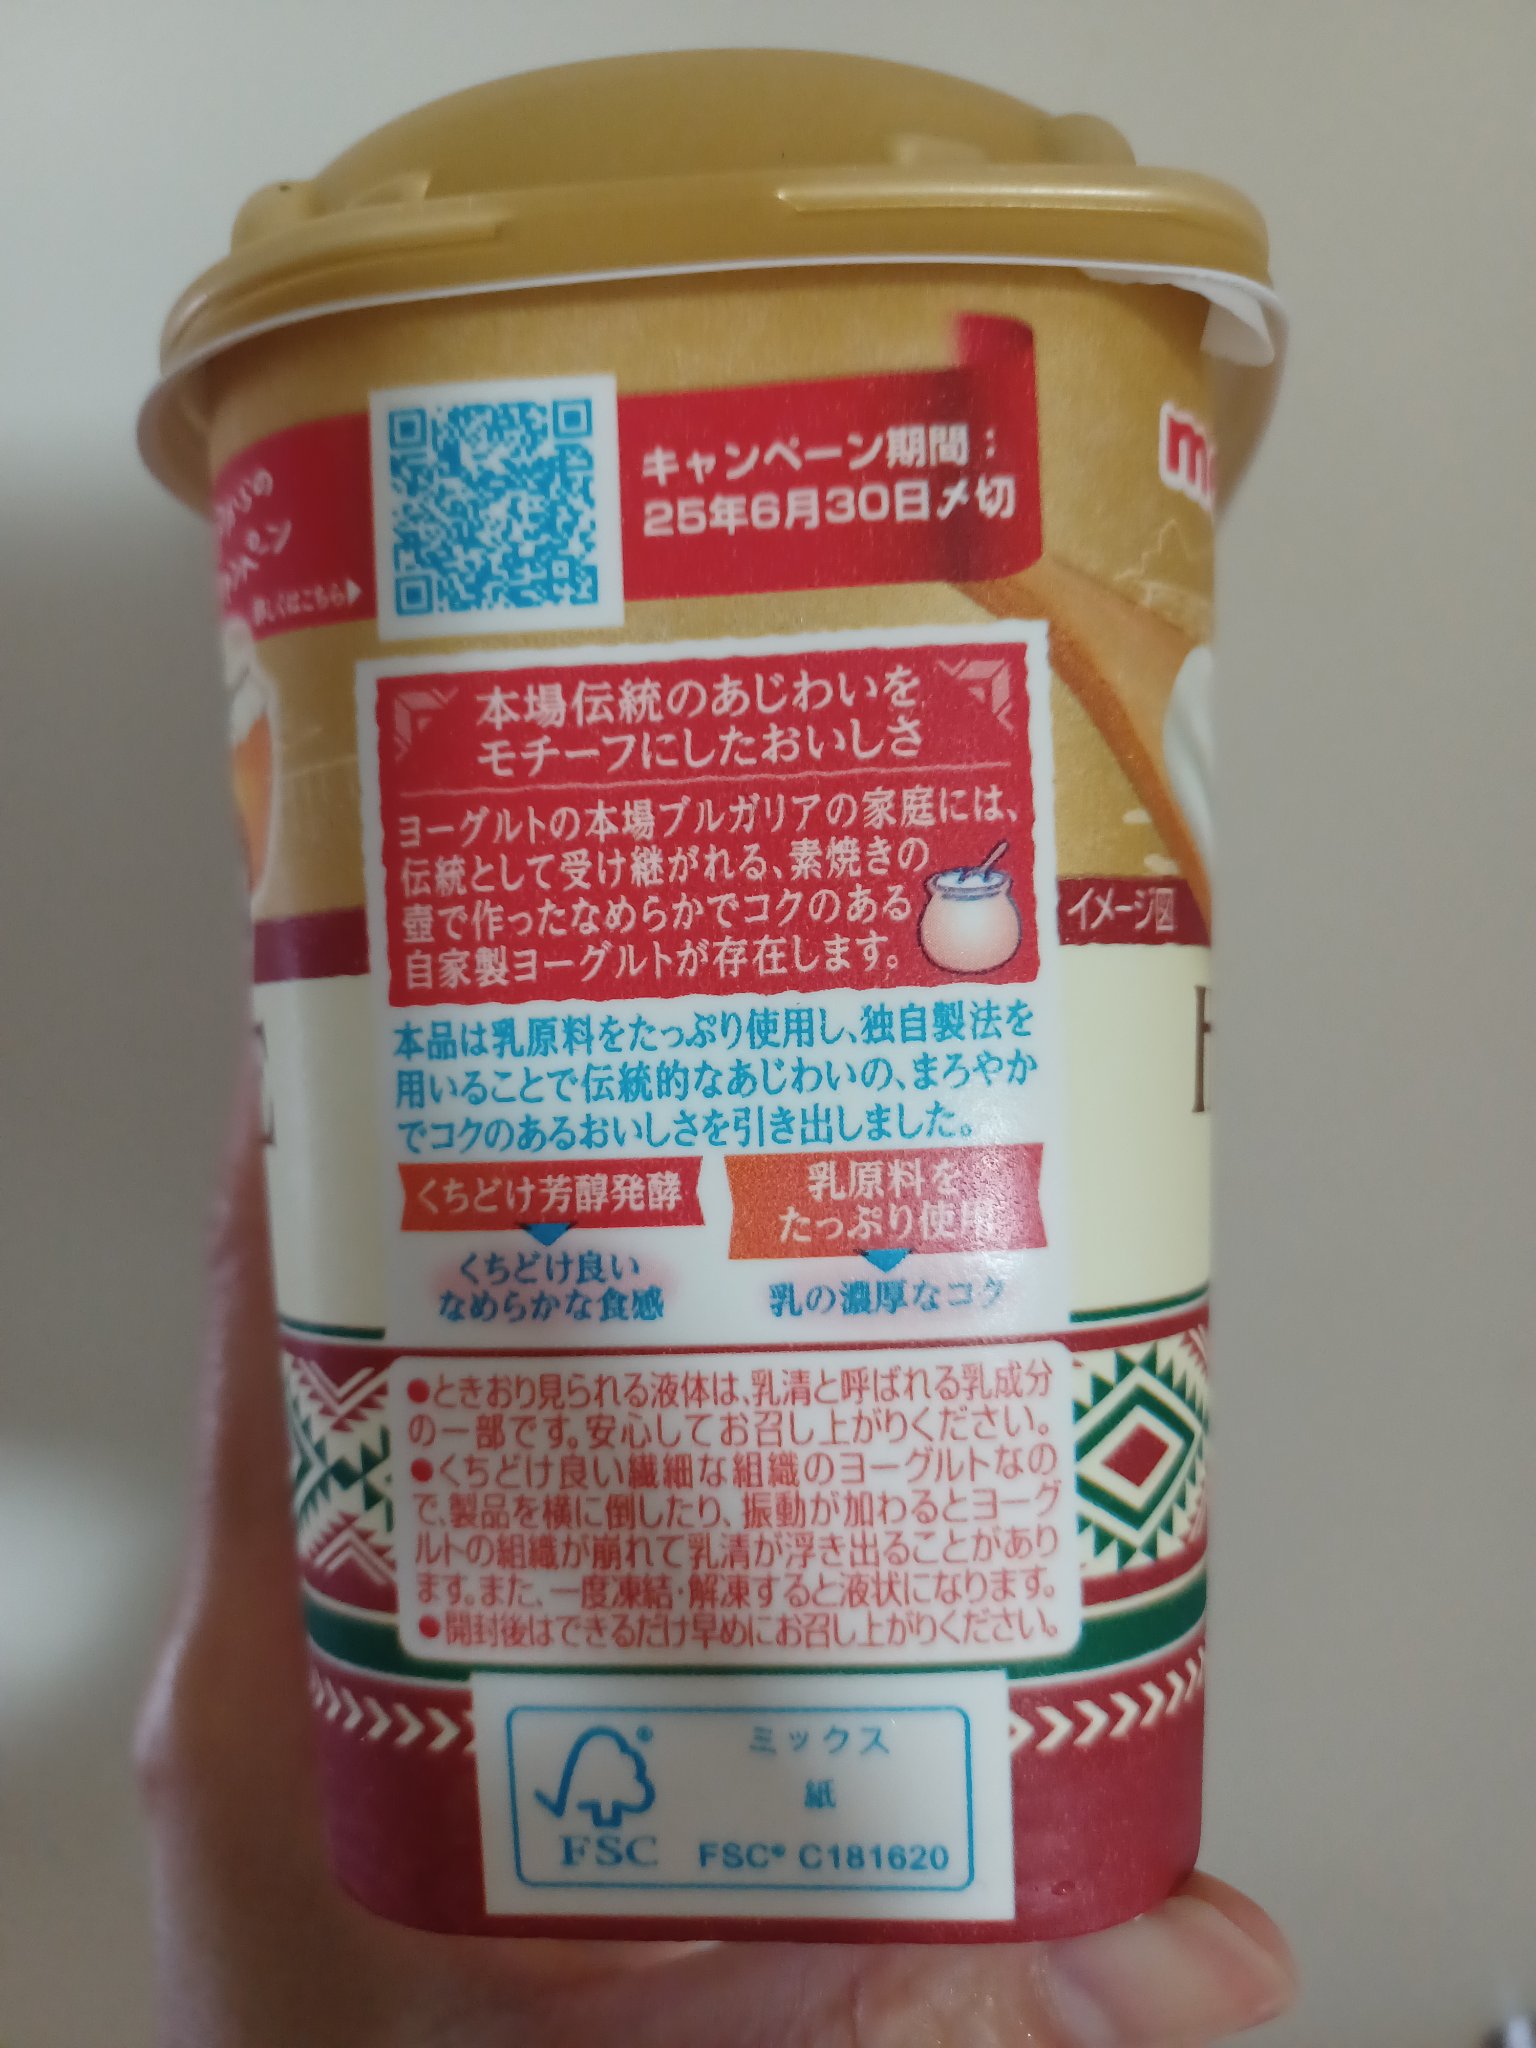 キャンペーン期間：
25年6月30日〆切
詳しくはこちら▶
本場伝統のあじわいを
モチーフにしたおいしさ
ヨーグルトの本場ブルガリアの家庭には、
伝統として受け継がれる、素焼きの
壺で作ったなめらかでコクのある
自家製ヨーグルトが存在します。
イメージ図
本品は乳原料をたっぷり使用し、独自製法を
用いることで伝統的なあじわいの、まろやか
でコクのあるおいしさを引き出しました。
くちどけ芳醇発酵
くちどけ良い
なめらかな食感
乳原料を
たっぷり使用
乳の濃厚なコク
●ときおり見られる液体は、乳清と呼ばれる乳成分
の一部です。安心してお召し上がりください。
●くちどけ良い繊細な組織のヨーグルトなの
で、製品を横に倒したり、振動が加わるとヨーグ
ルトの組織が崩れて乳清が浮き出ることがあり
ます。また、一度凍結・解凍すると液状になります。
●開封後はできるだけ早めにお召し上がりください。
FSC
ミックス
紙
FSC® C181620